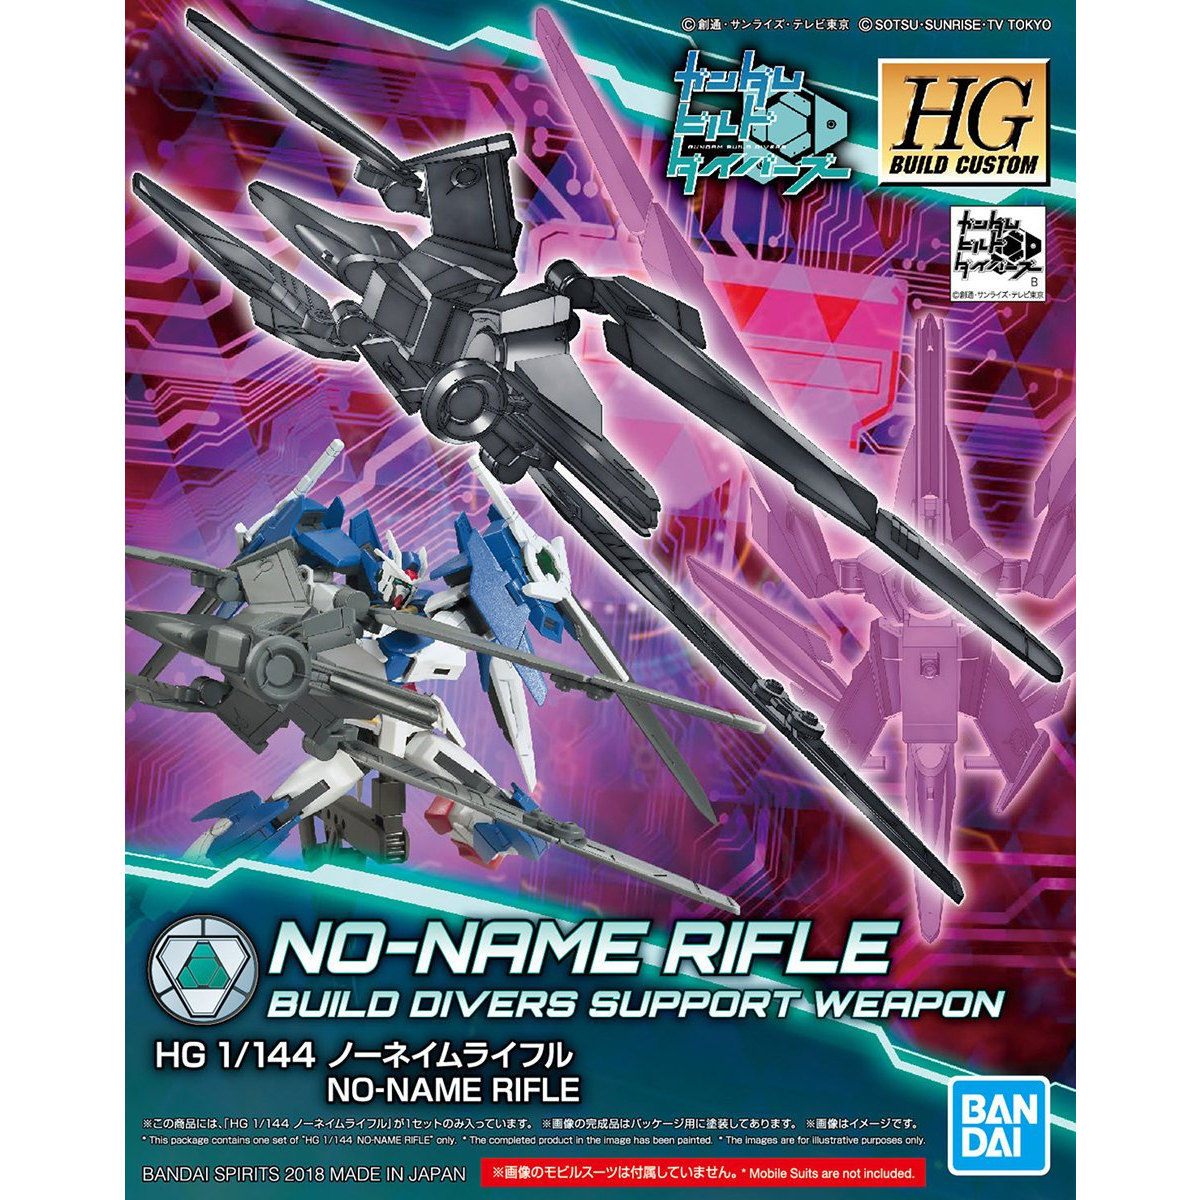 ©創通・サンライズ・テレビ東京 ©SOTSU・SUNRISE・TV TOKYO
ガンダム
ビルド
GUNDAM BUILD DIVERS
ダイバーズ
HG
BUILD CUSTOM
ガンダム
ビルド
ダイバーズ
B
©創通・サンライズ・テレビ東京
NO-NAME RIFLE
BUILD DIVERS SUPPORT WEAPON
HG 1/144 ノーネイムライフル
NO-NAME RIFLE
※この商品には、「HG 1/144 ノーネイムライフル」が1セットのみ入っています。 ※画像の完成品はパッケージ用に塗装してあります。 ※画像はイメージです。
* This package contains one set of "HG 1/144 NO-NAME RIFLE" only. * The completed product in the image has been painted. * The images are for illustrative purposes only.
BANDAI SPIRITS 2018 MADE IN JAPAN
※画像のモビルスーツは付属していません。 * Mobile Suits are not included.
BAN
DAI